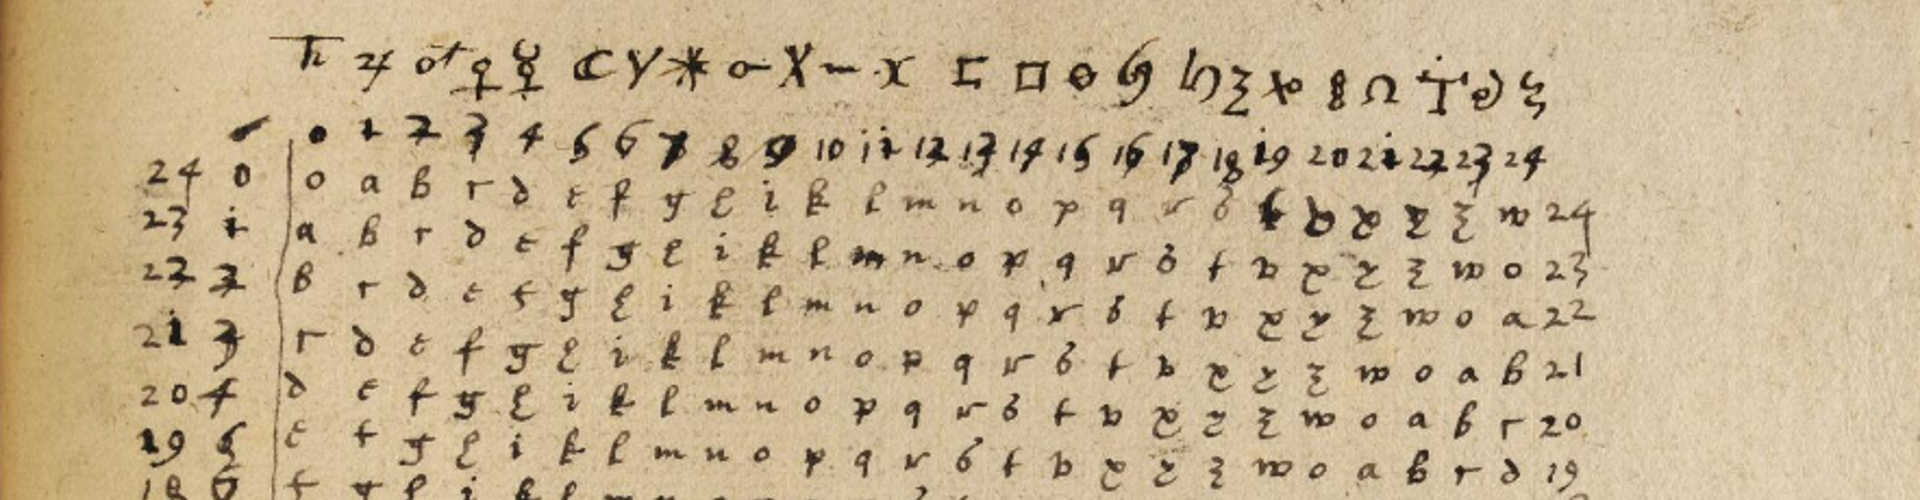 ♄ ♃ ♂ ♀ ☿ ☾ Y * X − x □
0 1 2 3 4 5 6 7 8 9 10 11 12 13 14 15 16 17 18 19 20 21 22 23 24
24 0 o a b c d e f g h i k l m n o p q r s t v x y z w 24
23 1 a b c d e f g h i k l m n o p q r s t v x y z w o 23
22 2 b c d e f g h i k l m n o p q r s t v x y z w o a 22
21 3 c d e f g h i k l m n o p q r s t v x y z w o a b 21
20 4 d e f g h i k l m n o p q r s t v x y z w o a b c 20
19 5 e f g h i k l m n o p q r s t v x y z w o a b c d 19
18 6 f g h i k l m n